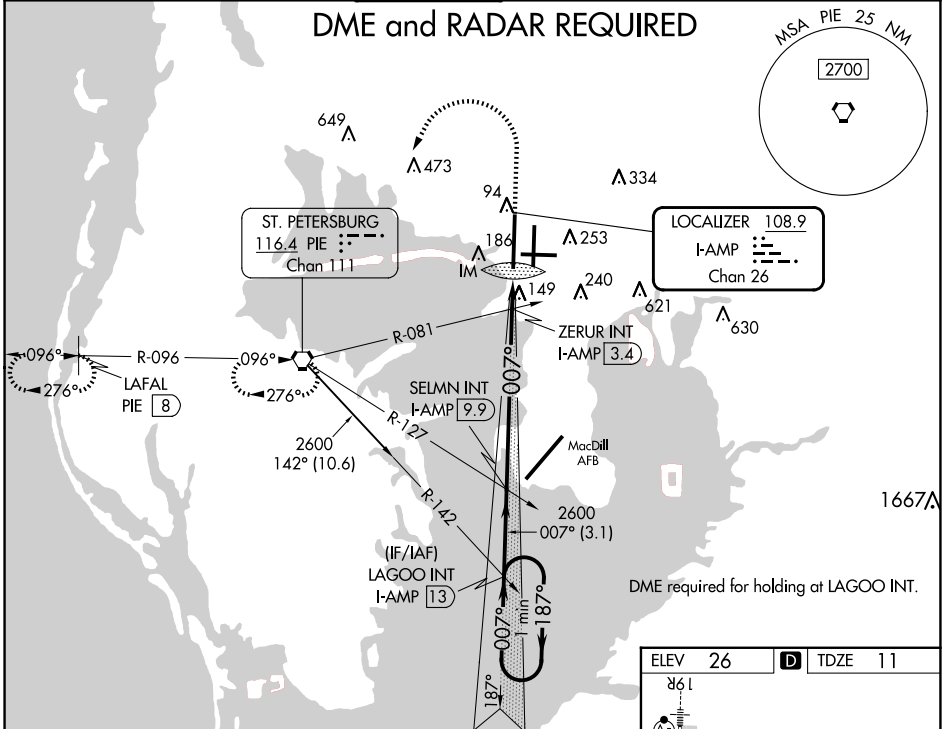 DME and RADAR REQUIRED
MSA PIE 25 NM
2700
649
473
334
94
ST. PETERSBURG
116.4 PIE
Chan 111
LOCALIZER 108.9
I-AMP
Chan 26
186
253
IM
149
240
621
630
R-081
ZERUR INT
I-AMP 3.4
096°
R-096
096°
276°
LAFAL
PIE 8
276°
007°
SELMN INT
I-AMP 9.9
R-127
2600
142° (10.6)
MacDill
AFB
R-142
2600
007° (3.1)
1667
(IF/IAF)
LAGOO INT
I-AMP 13
DME required for holding at LAGOO INT.
007°
1 min
187°
187°
ELEV 26
D
TDZE 11
19R